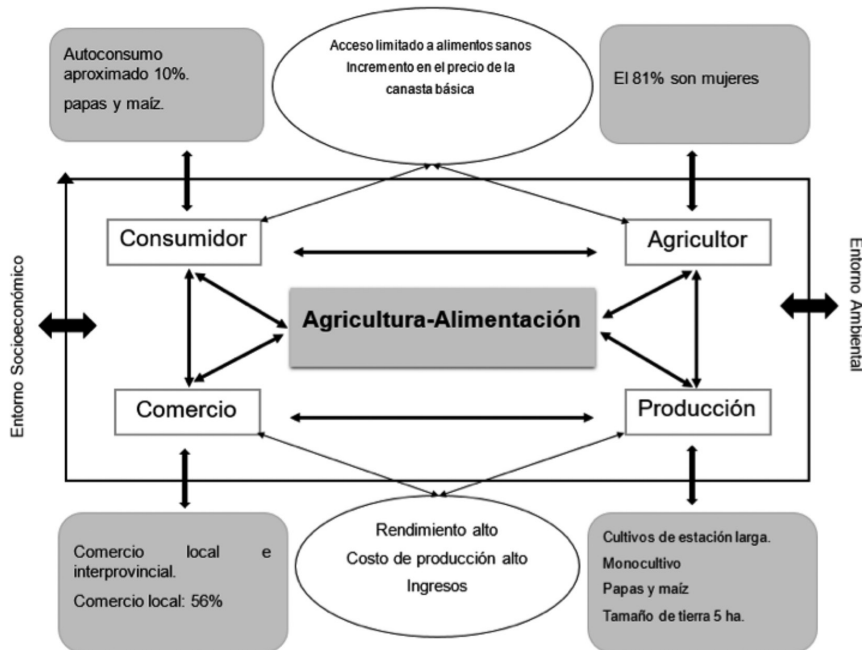 Autoconsumo
aproximado 10%.
papas y maíz.
Acceso limitado a alimentos sanos
Incremento en el precio de la
canasta básica
El 81% son mujeres
Consumidor
Agricultor
Entorno Socioeconómico
Agricultura-Alimentación
Entorno Ambiental
Comercio
Producción
Comercio local e
interprovincial.
Comercio local: 56%
Rendimiento alto
Costo de producción alto
Ingresos
Cultivos de estación larga.
Monocultivo
Papas y maíz
Tamaño de tierra 5 ha.